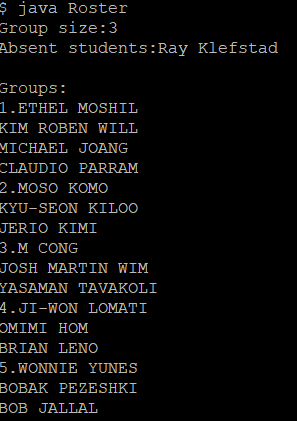 $ java Roster
Group size:3
Absent students:Ray Klefstad
Groups:
1.ETHEL MOSHIL
KIM ROBEN WILL
MICHAEL JOANG
CLAUDIO PARRAM
2.MOSO KOMO
KYU-SEON KILOO
JERIO KIMI
3.M CONG
JOSH MARTIN WIM
YASAMAN TAVAKOLI
4.JI-WON LOMATI
OMIMI HOM
BRIAN LENO
5.WONNIE YUNES
BOBAK PEZESHKI
BOB JALLAL